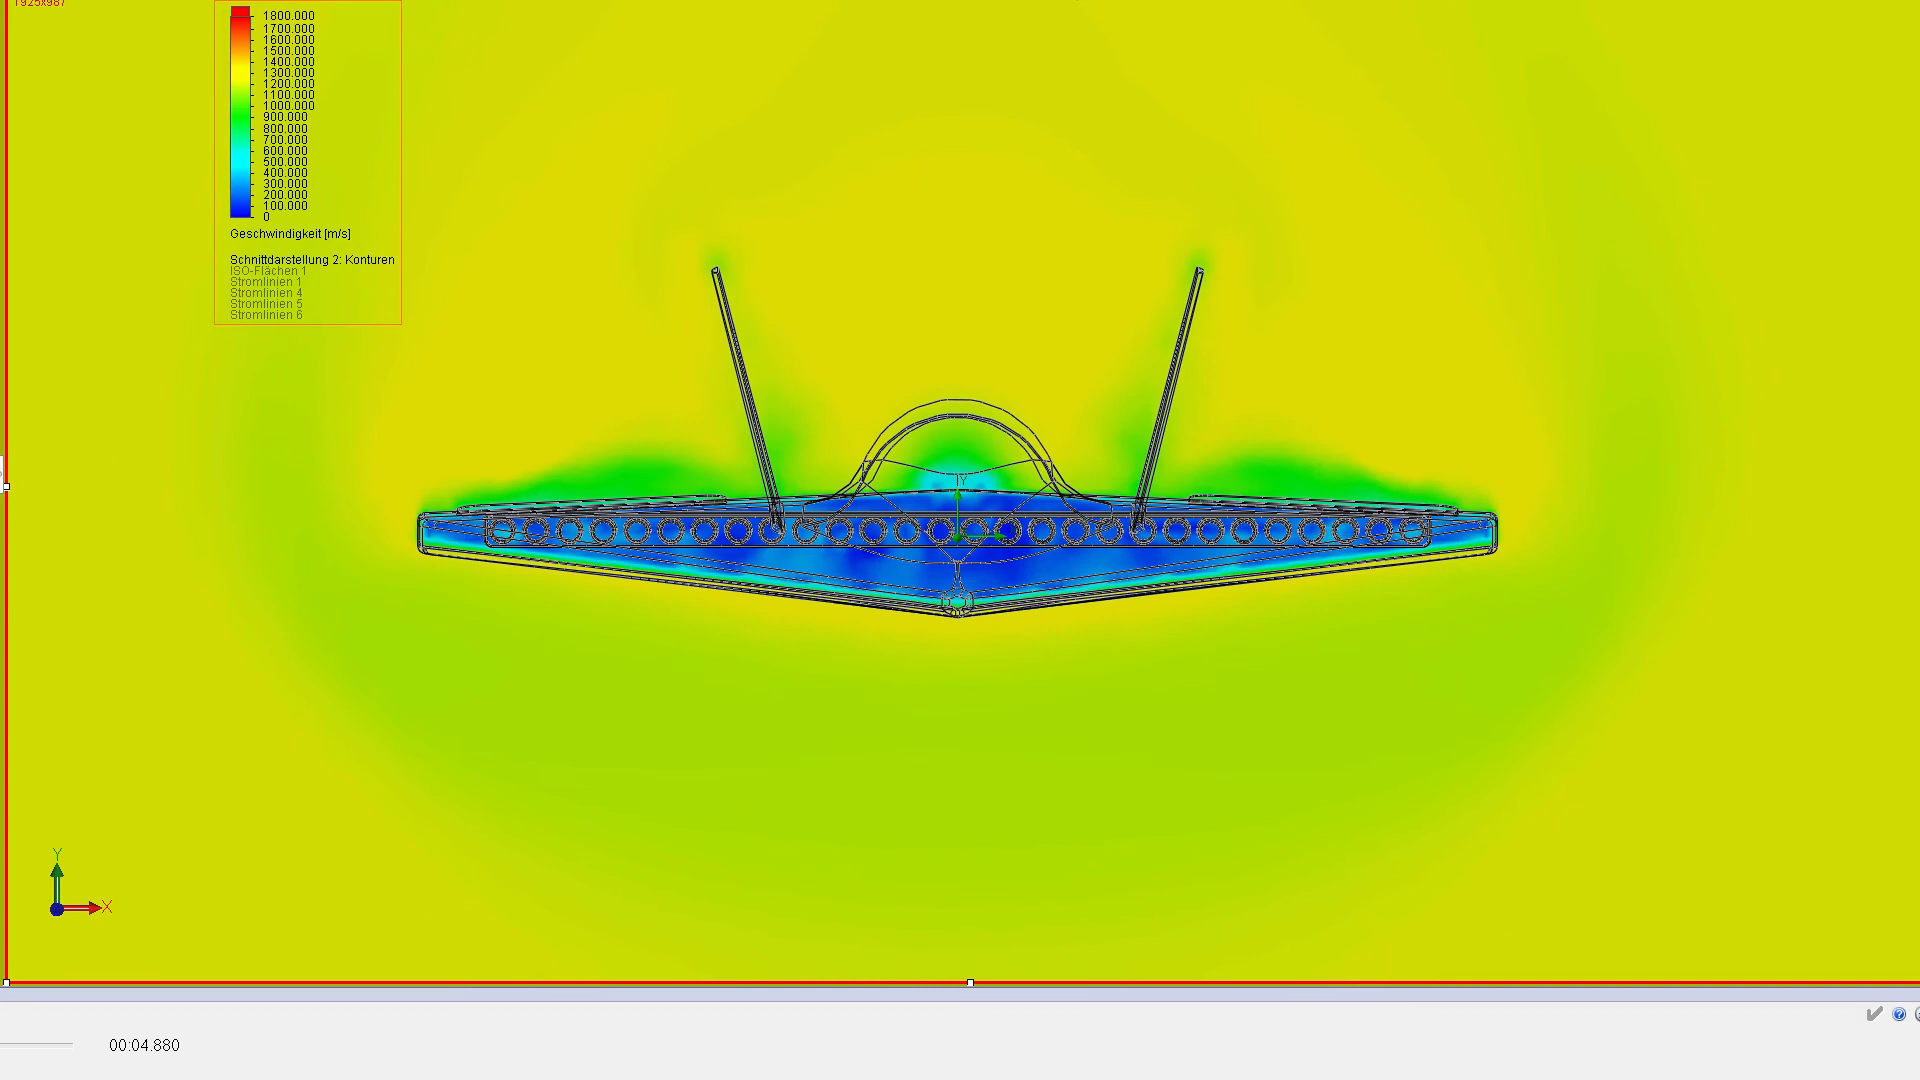 1925x987
1800.000
1700.000
1600.000
1500.000
1400.000
1300.000
1200.000
1100.000
1000.000
900.000
800.000
700.000
600.000
500.000
400.000
300.000
200.000
100.000
0
Geschwindigkeit [m/s]
Schnittdarstellung 2: Konturen
ISO-Flächen 1
Stromlinien 1
Stromlinien 4
Stromlinien 5
Stromlinien 6
Y
Y
X
00:04.880